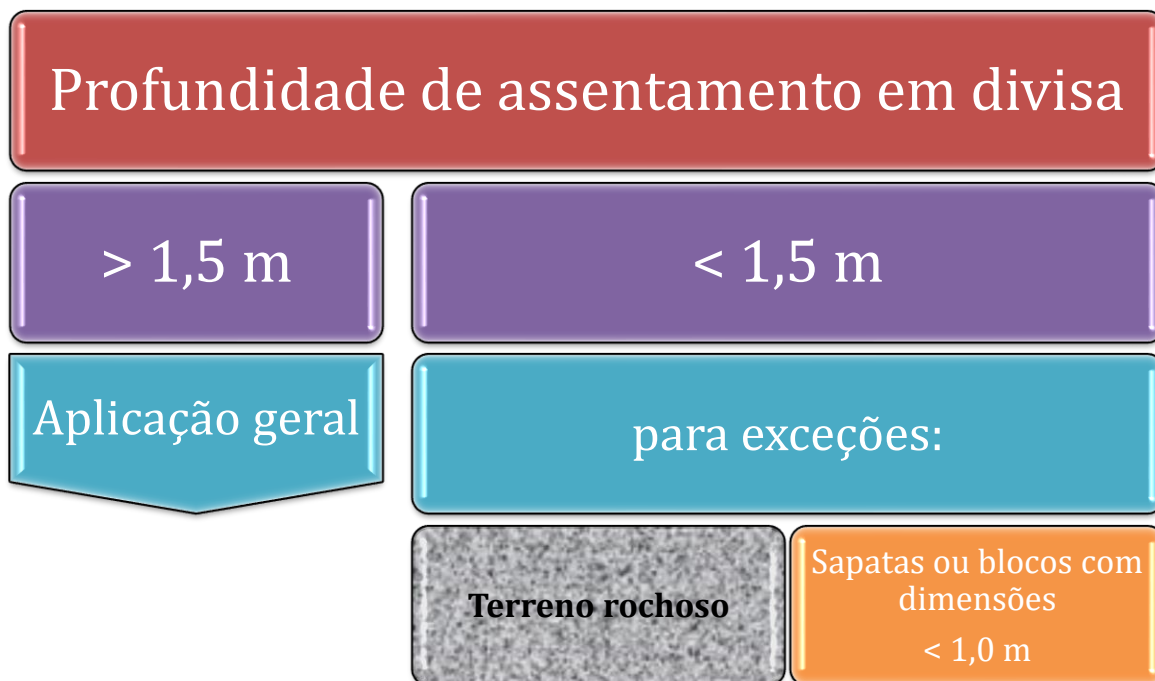 Profundidade de assentamento em divisa
> 1,5 m
< 1,5 m
Aplicação geral
para exceções:
Terreno rochoso
Sapatas ou blocos com
dimensões
< 1,0 m